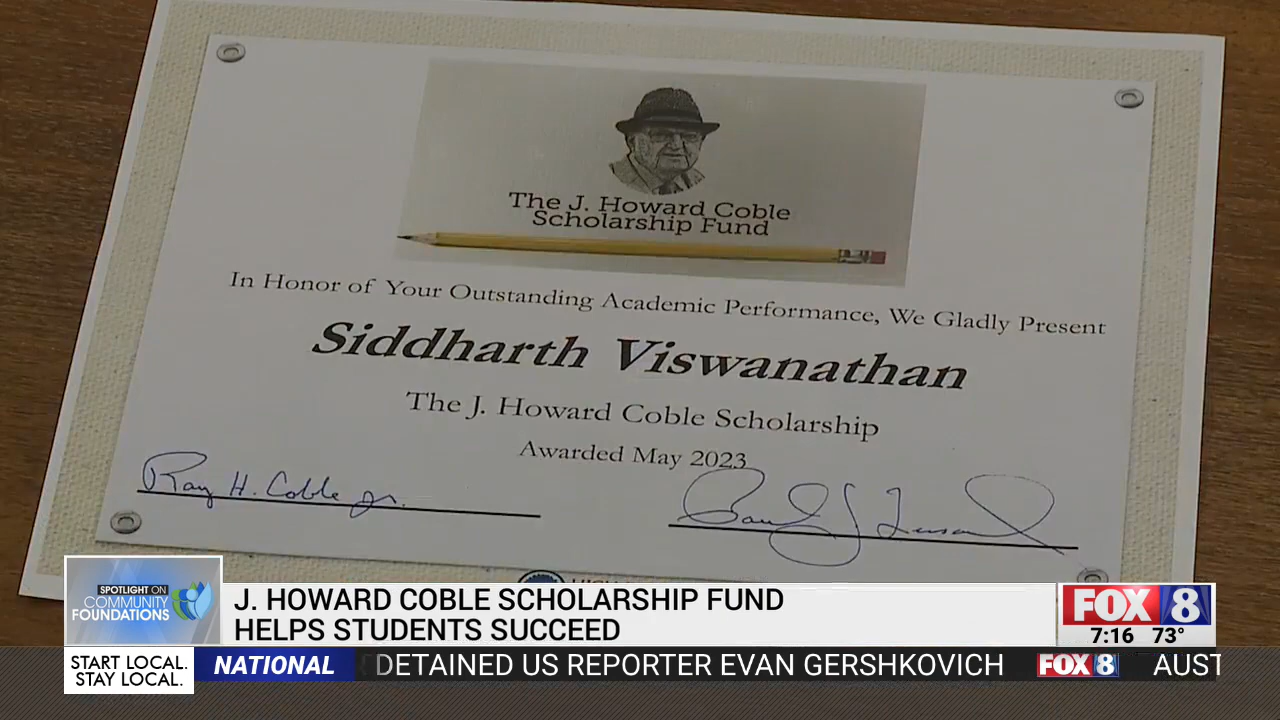 The J. Howard Coble
Scholarship Fund
In Honor of Your Outstanding Academic Performance, We Gladly Present
Siddharth Viswanathan
The J. Howard Coble Scholarship
Awarded May 2023
Ray H. Coble Jr.
SPOTLIGHT ON
COMMUNITY
FOUNDATIONS
J. HOWARD COBLE SCHOLARSHIP FUND
HELPS STUDENTS SUCCEED
FOX 8
7:16 73°
START LOCAL.
STAY LOCAL.
NATIONAL DETAINED US REPORTER EVAN GERSHKOVICH FOX 8 AUST